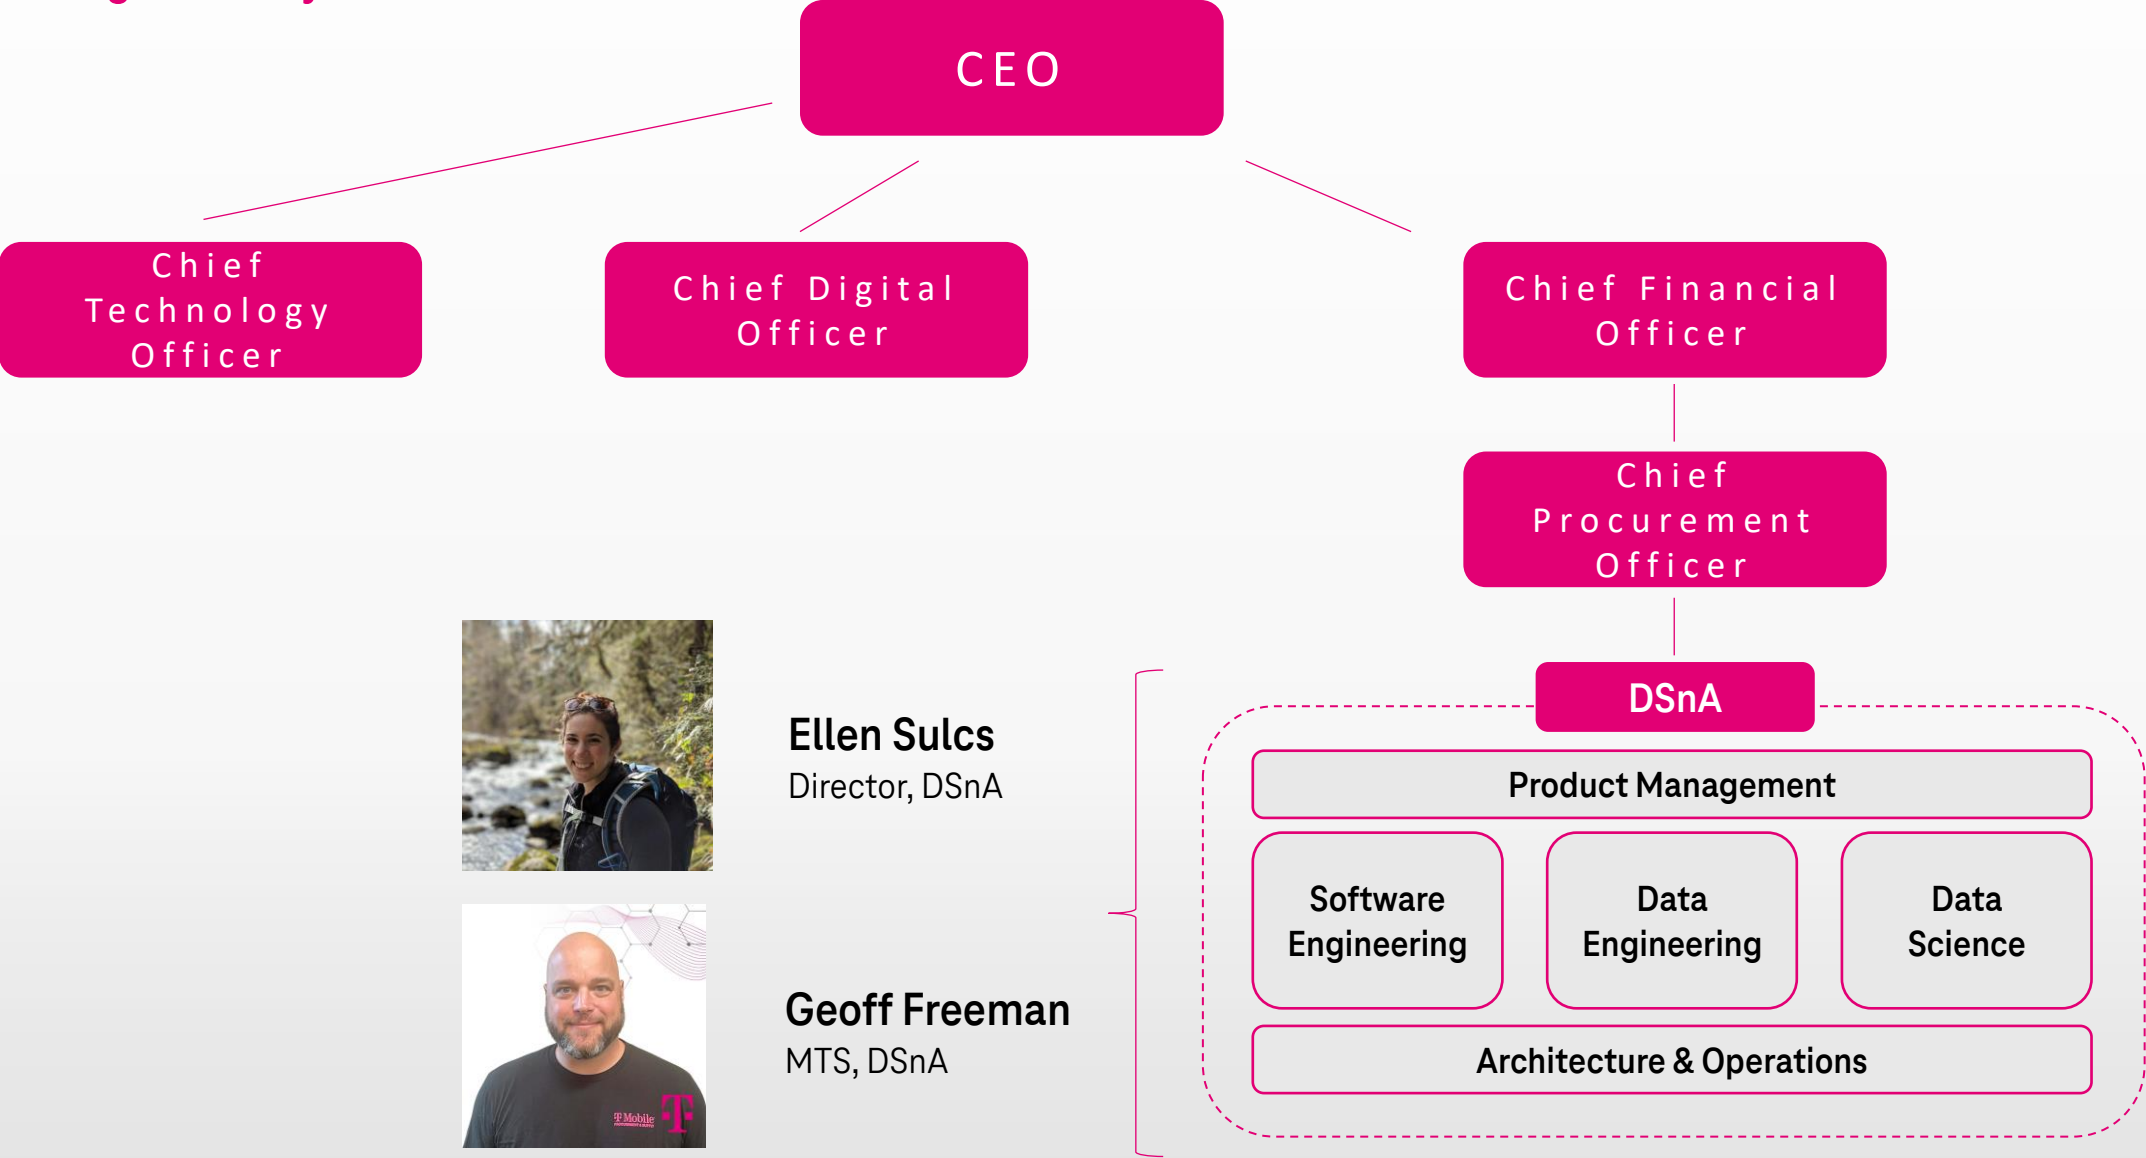 CEO
Chief
Technology
Officer
Chief Digital
Officer
Chief Financial
Officer
Chief
Procurement
Officer
DSnA
Ellen Sulcs
Director, DSnA
Product Management
Software
Engineering
Data
Engineering
Data
Science
Geoff Freeman
MTS, DSnA
Architecture & Operations
T Mobile
T